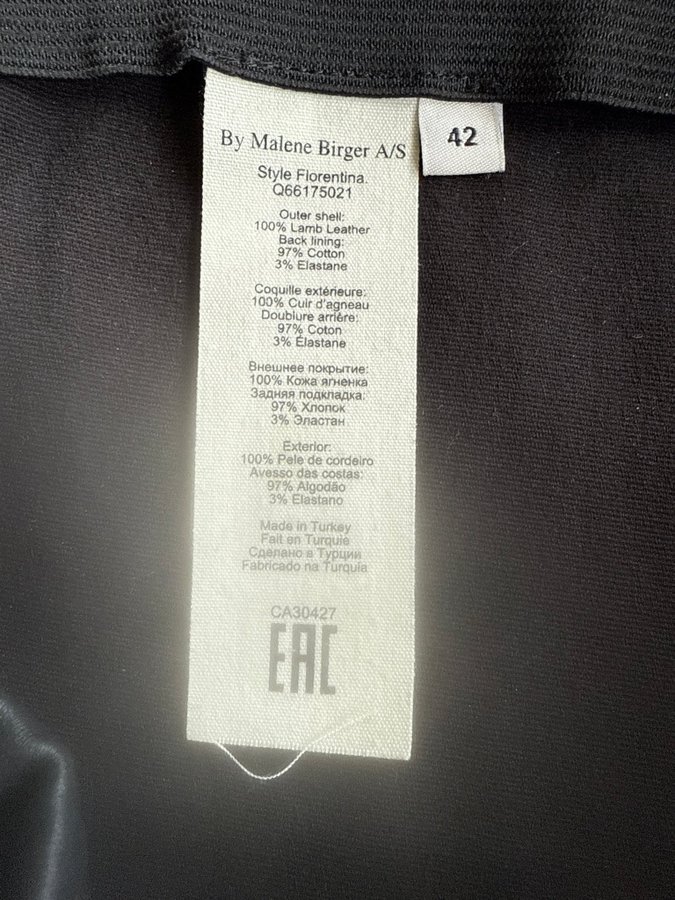 By Malene Birger A/S
42
Style Florentina.
Q66175021
Outer shell:
100% Lamb Leather
Back lining:
97% Cotton
3% Elastane
Coquille extérieure:
100% Cuir d'agneau
Doublure arrière:
97% Coton
3% Élastane
Внешнее покрытие:
100% Кожа ягненка
Задняя подкладка:
97% Хлопок
3% Эластан
Exterior:
100% Pele de cordeiro
Avesso das costas:
97% Algodão
3% Elastano
Made in Turkey
Fait en Turquie
Сделано в Турции
Fabricado na Turquia
CA30427
EAC